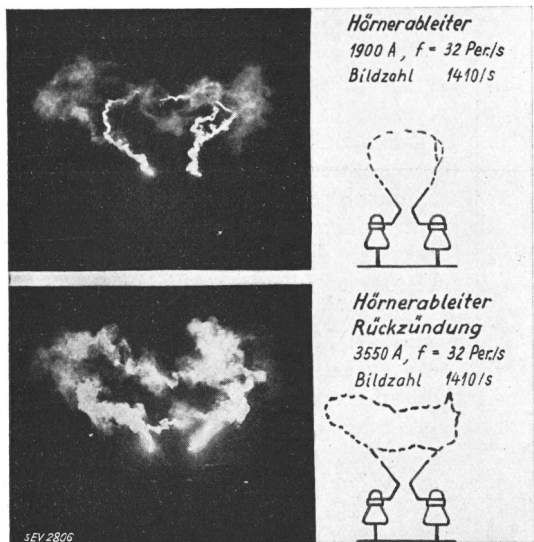 Hörnerableiter
1900 A, f = 32 Per./s
Bildzahl 1410/s
Hörnerableiter
Rückzündung
3550 A, f = 32 Per./s
Bildzahl 1410/s
SEV 2806